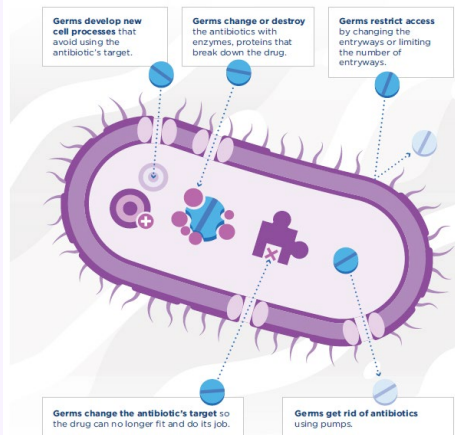 Germs develop new
cell processes that
avoid using the
antibiotic's target.
Germs change or destroy
the antibiotics with
enzymes, proteins that
break down the drug.
Germs restrict access
by changing the
entryways or limiting
the number of
entryways.
Germs change the antibiotic's target so
the drug can no longer fit and do its job.
Germs get rid of antibiotics
using pumps.